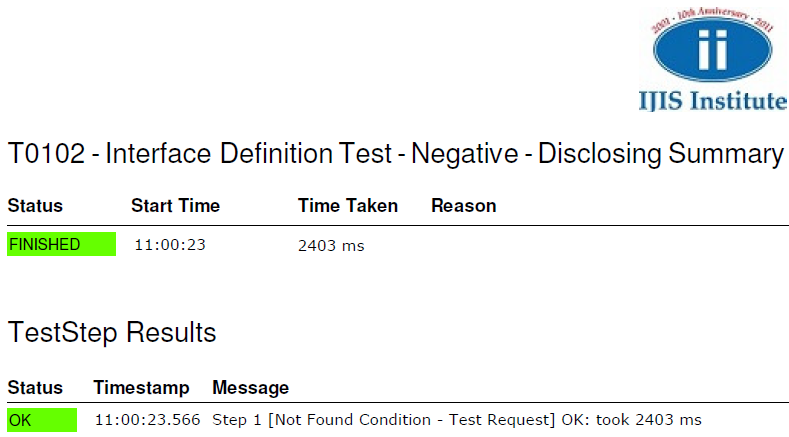 2001 - 10th Anniversary - 2011
ii
IJIS Institute
T0102 - Interface Definition Test - Negative - Disclosing Summary
Status Start Time Time Taken Reason
FINISHED 11:00:23 2403 ms
TestStep Results
Status Timestamp Message
OK 11:00:23.566 Step 1 [Not Found Condition - Test Request] OK: took 2403 ms